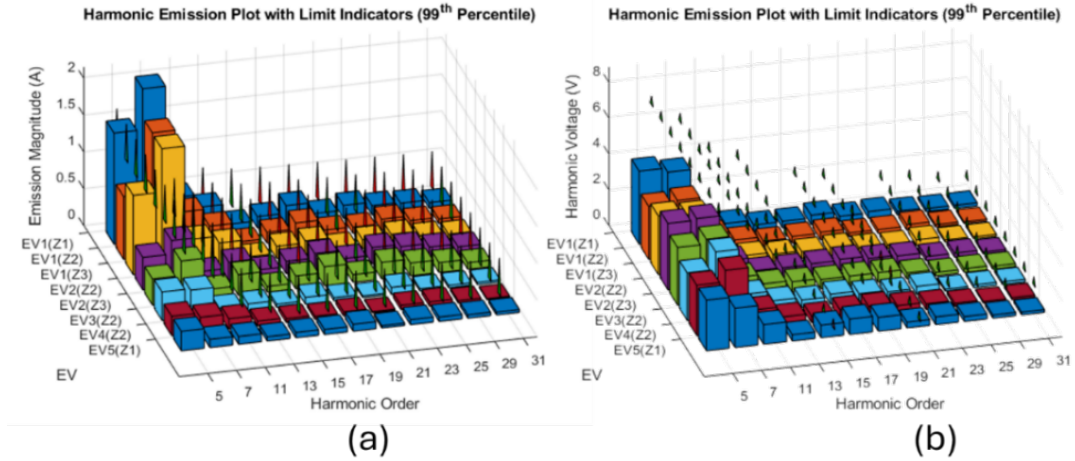 Harmonic Emission Plot with Limit Indicators (99th Percentile)
Emission Magnitude (A)
2
1.5
1
0.5
0
EV1(Z1)
EV1(Z2)
EV1(Z3)
EV2(Z2)
EV2(Z3)
EV3(Z2)
EV4(Z2)
EV5(Z1)
EV
5 7 11 13 15 17 19 21 23 25 29 31
Harmonic Order
(a)
Harmonic Emission Plot with Limit Indicators (99th Percentile)
Harmonic Voltage (V)
8
6
4
2
0
EV1(Z1)
EV1(Z2)
EV1(Z3)
EV2(Z2)
EV2(Z3)
EV3(Z2)
EV4(Z2)
EV5(Z1)
EV
5 7 11 13 15 17 19 21 23 25 29 31
Harmonic Order
(b)